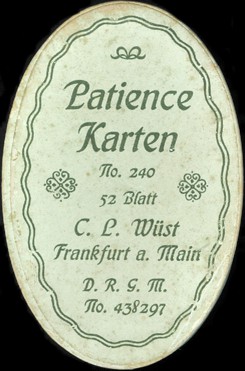 Patience
Karten
No. 240
52 Blatt
C. L. Wüst
Frankfurt a. Main
D. R. G. M.
No. 438297